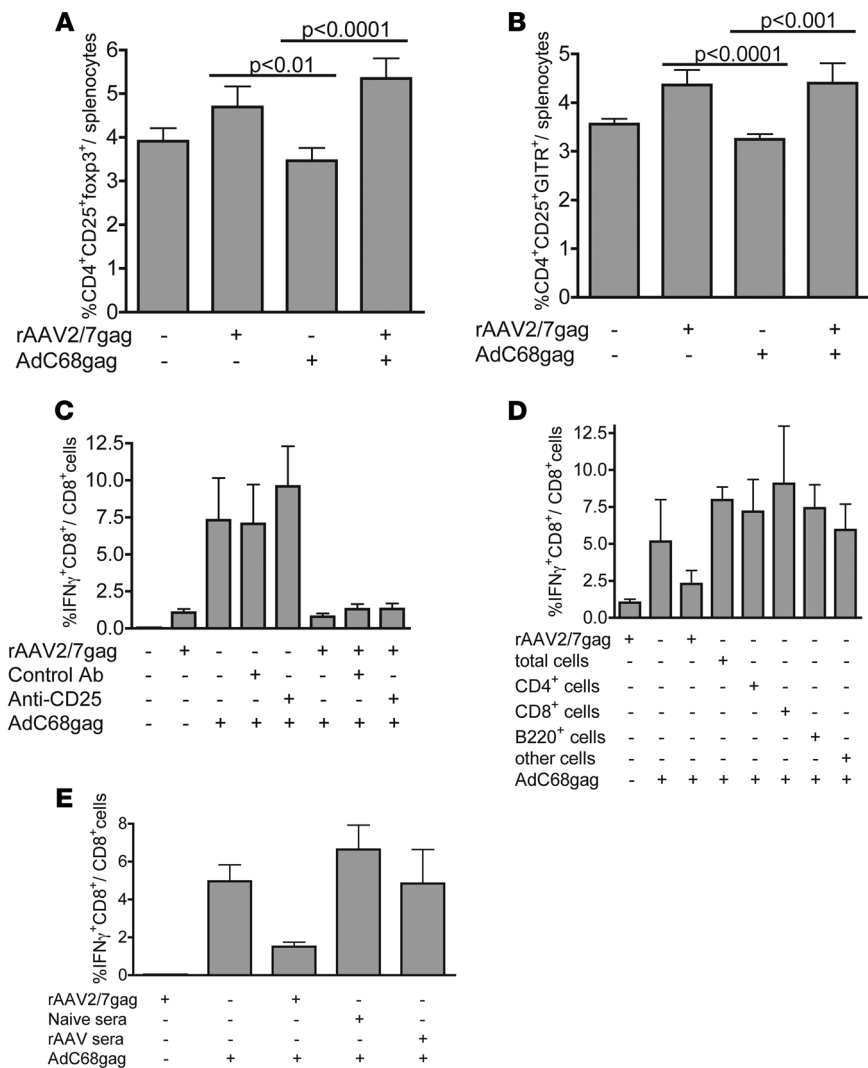 A
p<0.0001
p<0.01
%CD4+CD25+foxp3+/ splenocytes
6
5
4
3
2
1
0
rAAV2/7gag - + - +
AdC68gag - - + +
B
p<0.001
p<0.0001
%CD4+CD25+GITR+/ splenocytes
5
4
3
2
1
0
rAAV2/7gag - + - +
AdC68gag - - + +
C
%IFNγ+CD8+/ CD8+cells
12.5
10.0
7.5
5.0
2.5
0.0
rAAV2/7gag - + - - - + + +
Control Ab - - - + - - + -
Anti-CD25 - - - - + - - +
AdC68gag - - + + + + + +
D
%IFNγ+CD8+/ CD8+cells
12.5
10.0
7.5
5.0
2.5
0.0
rAAV2/7gag + - + - - - - -
total cells - - - + - - - -
CD4+ cells - - - - + - - -
CD8+ cells - - - - - + - -
B220+ cells - - - - - - + -
other cells - - - - - - - +
AdC68gag - + + + + + + +
E
%IFNγ+CD8+/ CD8+cells
8
6
4
2
0
rAAV2/7gag + - + - -
Naive sera - - - + -
rAAV sera - - - - +
AdC68gag - + + + +